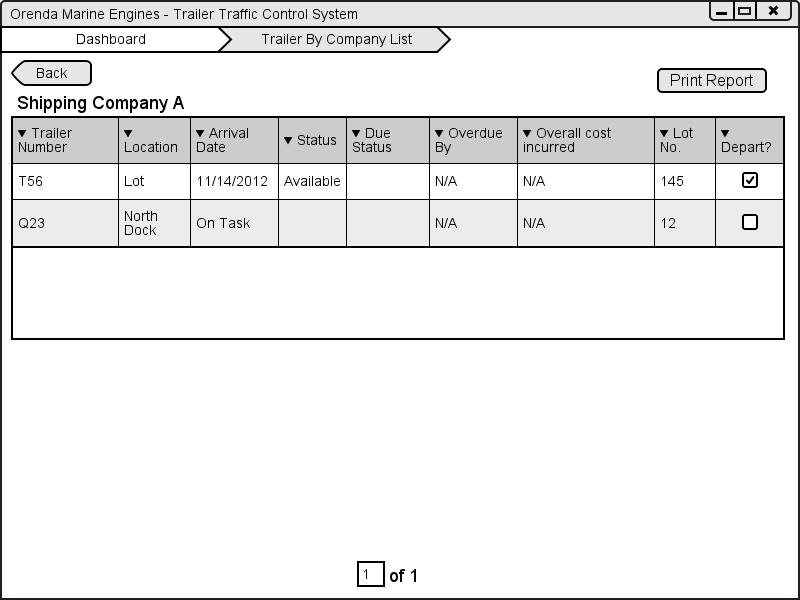 Orenda Marine Engines - Trailer Traffic Control System
Dashboard
Trailer By Company List
Back
Print Report
Shipping Company A
Trailer Number
Location
Arrival Date
Status
Due Status
Overdue By
Overall cost incurred
Lot No.
Depart?
T56 Lot 11/14/2012 Available N/A N/A 145
Q23 North Dock On Task N/A N/A 12
1 of 1